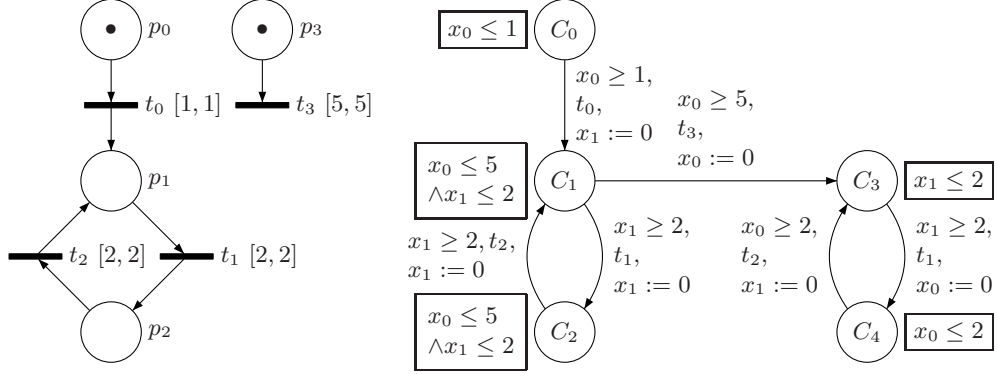 p₀
p₃
t₀ [1, 1]
t₃ [5, 5]
p₁
t₂ [2, 2]
t₁ [2, 2]
p₂
x₀ ≤ 1
C₀
x₀ ≥ 1,
t₀,
x₁ := 0
x₀ ≥ 5,
t₃,
x₀ := 0
x₀ ≤ 5
∧x₁ ≤ 2
C₁
C₃
x₁ ≤ 2
x₁ ≥ 2, t₂,
x₁ := 0
x₁ ≥ 2,
t₁,
x₁ := 0
x₀ ≥ 2,
t₂,
x₁ := 0
x₁ ≥ 2,
t₁,
x₀ := 0
x₀ ≤ 5
∧x₁ ≤ 2
C₂
C₄
x₀ ≤ 2